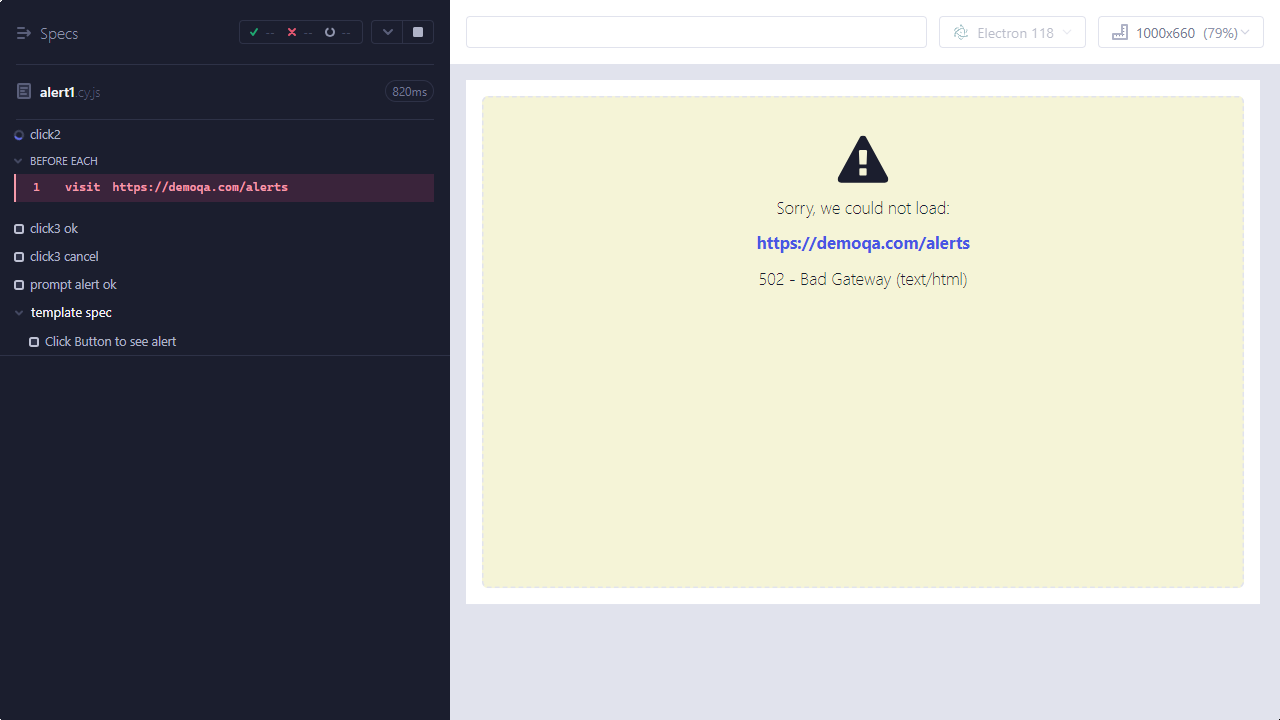 Specs
--
--
--
alert1.cy.js
820ms
click2
BEFORE EACH
1 visit https://demoqa.com/alerts
click3 ok
click3 cancel
prompt alert ok
template spec
Click Button to see alert
Electron 118
1000x660 (79%)
Sorry, we could not load:
https://demoqa.com/alerts
502 - Bad Gateway (text/html)